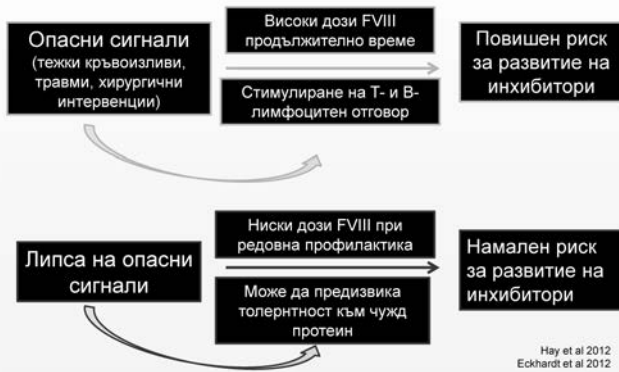 Опасни сигнали
(тежки кръвоизливи,
травми, хирургични
интервенции)
Високи дози FVIII
продължително време
Стимулиране на Т- и В-
лимфоцитен отговор
Повишен риск
за развитие на
инхибитори
Липса на опасни
сигнали
Ниски дози FVIII при
редовна профилактика
Може да предизвика
толертност към чужд
протеин
Намален риск
за развитие на
инхибитори
Hay et al 2012
Eckhardt et al 2012